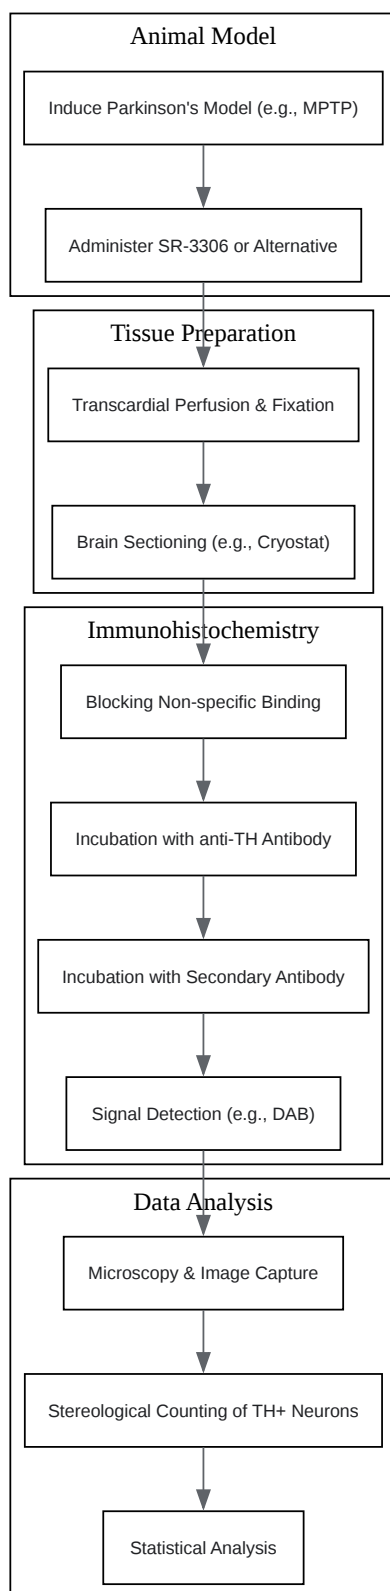 Animal Model
Induce Parkinson's Model (e.g., MPTP)
Administer SR-3306 or Alternative
Tissue Preparation
Transcardial Perfusion & Fixation
Brain Sectioning (e.g., Cryostat)
Immunohistochemistry
Blocking Non-specific Binding
Incubation with anti-TH Antibody
Incubation with Secondary Antibody
Signal Detection (e.g., DAB)
Data Analysis
Microscopy & Image Capture
Stereological Counting of TH+ Neurons
Statistical Analysis